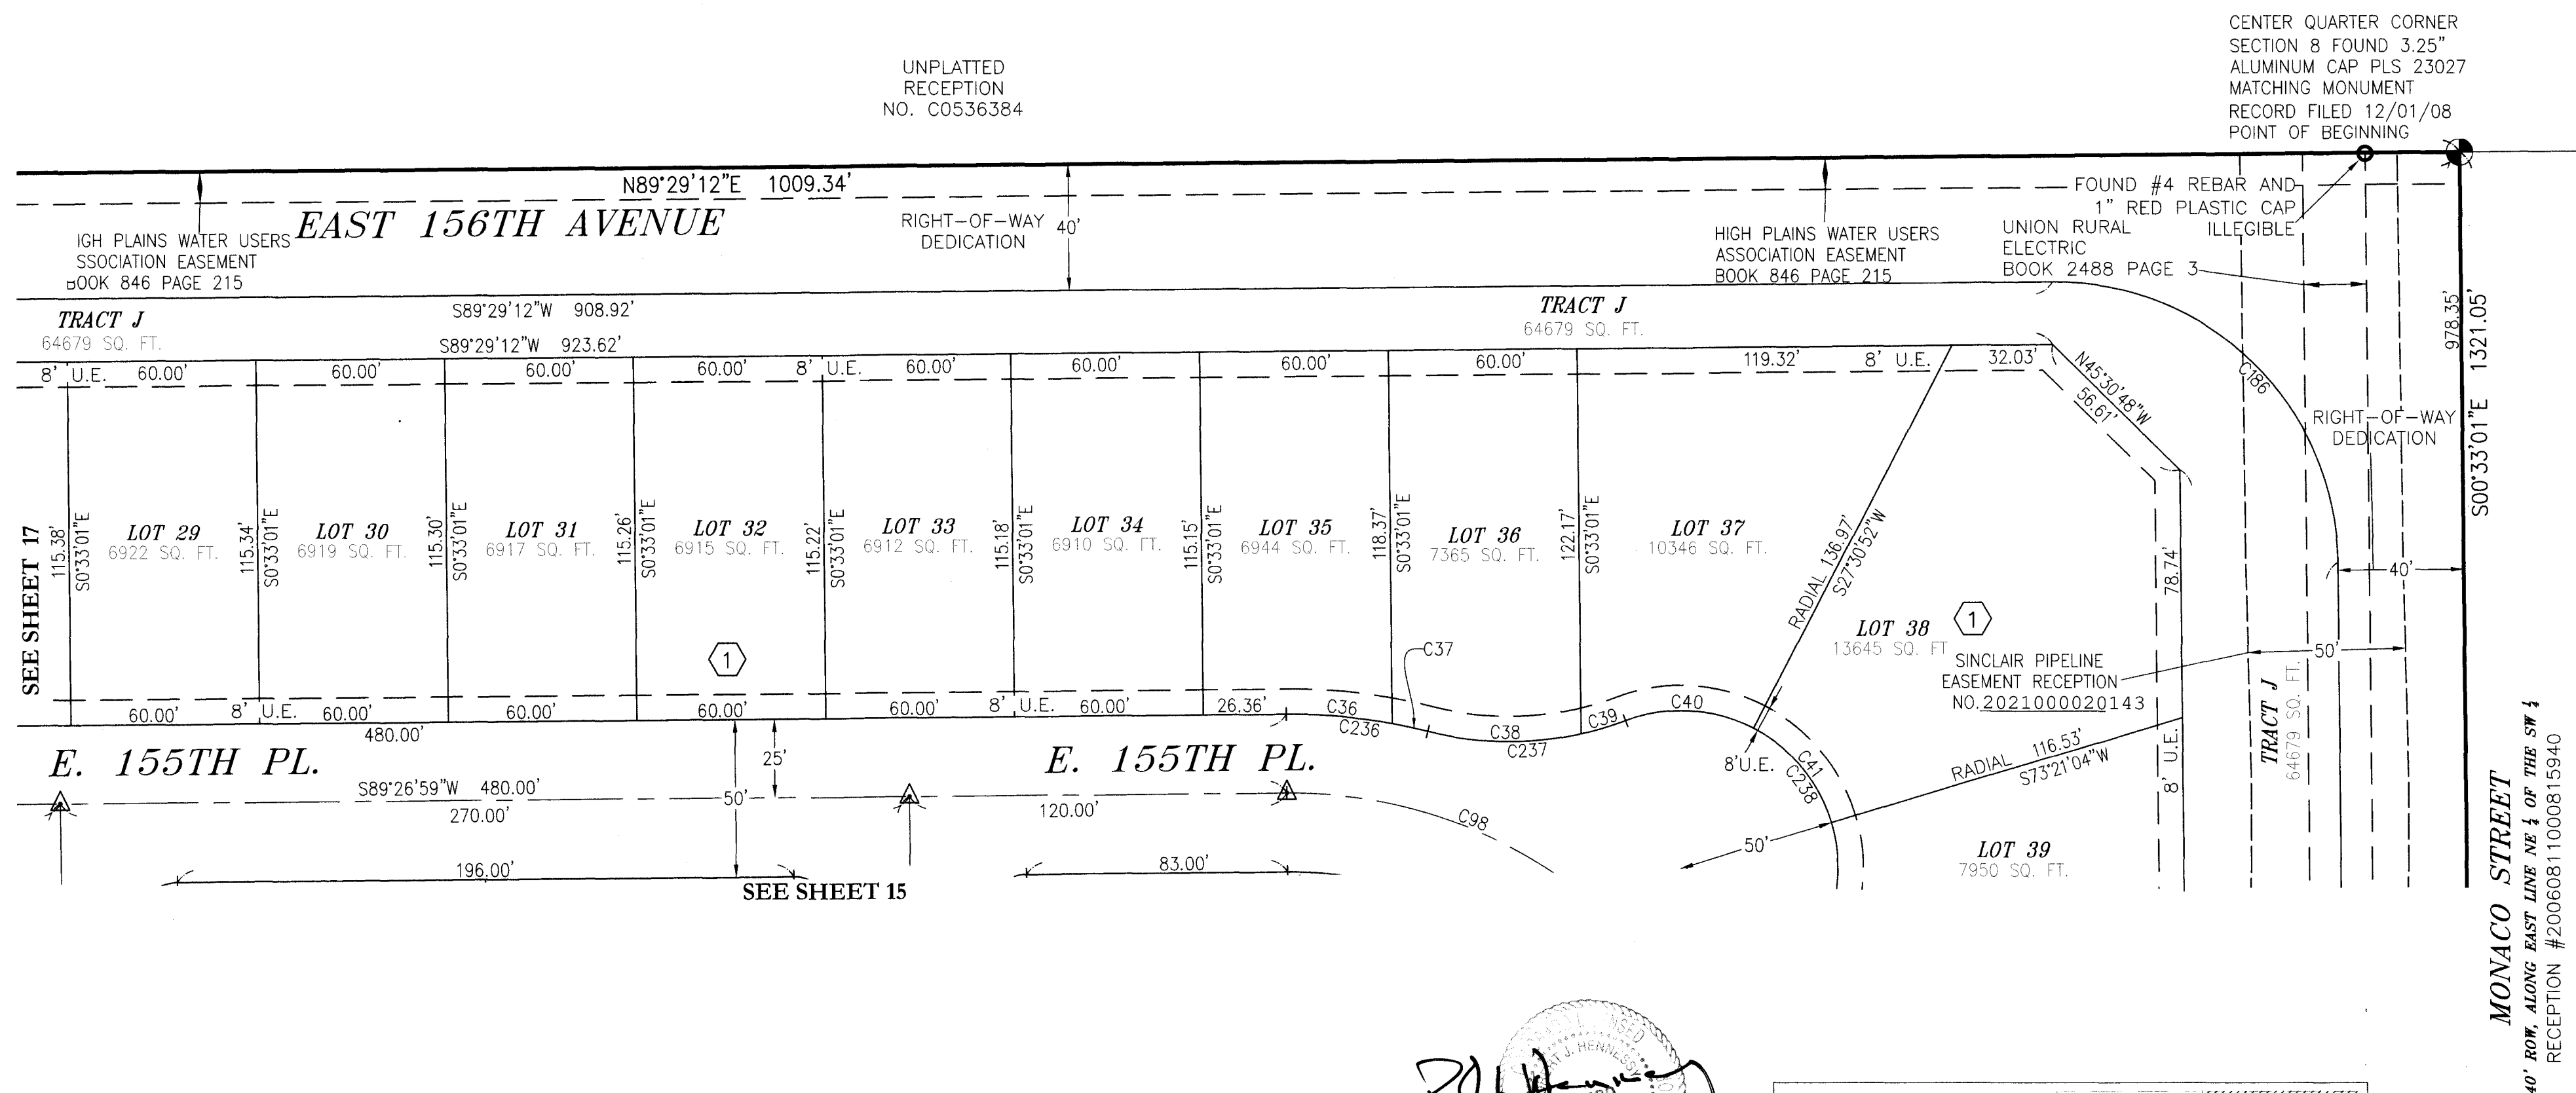 CENTER QUARTER CORNER
SECTION 8 FOUND 3.25"
ALUMINUM CAP PLS 23027
MATCHING MONUMENT
RECORD FILED 12/01/08
POINT OF BEGINNING
UNPLATTED
RECEPTION
NO. C0536384
N89°29'12"E 1009.34'
EAST 156TH AVENUE
RIGHT-OF-WAY
DEDICATION
40'
IGH PLAINS WATER USERS
SSOCIATION EASEMENT
BOOK 846 PAGE 215
HIGH PLAINS WATER USERS
ASSOCIATION EASEMENT
BOOK 846 PAGE 215
FOUND #4 REBAR AND
1" RED PLASTIC CAP
ILLEGIBLE
UNION RURAL
ELECTRIC
BOOK 2488 PAGE 3
S89°29'12"W 908.92'
TRACT J
64679 SQ. FT.
S89°29'12"W 923.62'
TRACT J
64679 SQ. FT.
8' U.E. 60.00' 60.00' 60.00' 60.00' 8' U.E. 60.00' 60.00' 60.00' 60.00' 119.32' 8' U.E. 32.03'
N45°30'48"W
56.61'
C186
RIGHT-OF-WAY
DEDICATION
978.35'
S00°33'01"E 1321.05'
SEE SHEET 17
115.38'
S0°33'01"E
LOT 29
6922 SQ. FT.
115.34'
S0°33'01"E
LOT 30
6919 SQ. FT.
115.30'
S0°33'01"E
LOT 31
6917 SQ. FT.
115.26'
S0°33'01"E
LOT 32
6915 SQ. FT.
115.22'
S0°33'01"E
LOT 33
6912 SQ. FT.
115.18'
S0°33'01"E
LOT 34
6910 SQ. FT.
115.15'
S0°33'01"E
LOT 35
6944 SQ. FT.
118.37'
S0°33'01"E
LOT 36
7365 SQ. FT.
122.17'
S0°33'01"E
LOT 37
10346 SQ. FT.
RADIAL 136.97'
S27°30'52"W
78.74'
40'
LOT 38
13645 SQ. FT
1
1
SINCLAIR PIPELINE
EASEMENT RECEPTION
NO.2021000020143
50'
TRACT J
64679 SQ. FT.
60.00' 8' U.E. 60.00' 60.00' 60.00' 60.00' 8' U.E. 60.00' 26.36' C36
C37
C236
C38
C237
C39
C40
8'U.E.
C41
C238
480.00'
E. 155TH PL.
25'
E. 155TH PL.
RADIAL 116.53'
S73°21'04"W
8' U.E.
S89°26'59"W 480.00'
50'
270.00'
120.00'
C98
50'
LOT 39
7950 SQ. FT.
196.00'
83.00'
SEE SHEET 15
MONACO STREET
40' ROW, ALONG EAST LINE NE ¼ OF THE SW ¼
RECEPTION #20060811000815940
J. HENNESSY